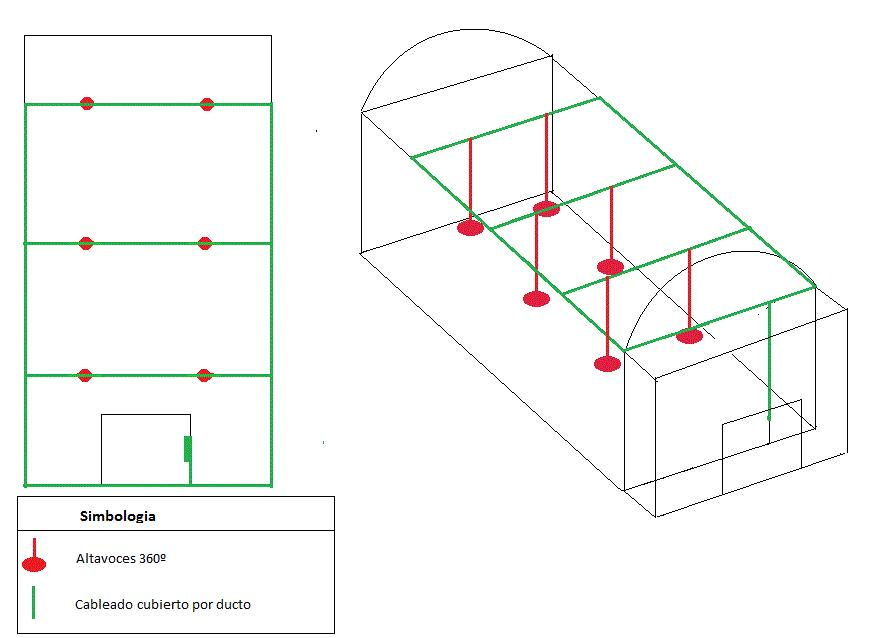 Simbologia
Altavoces 360º
Cableado cubierto por ducto